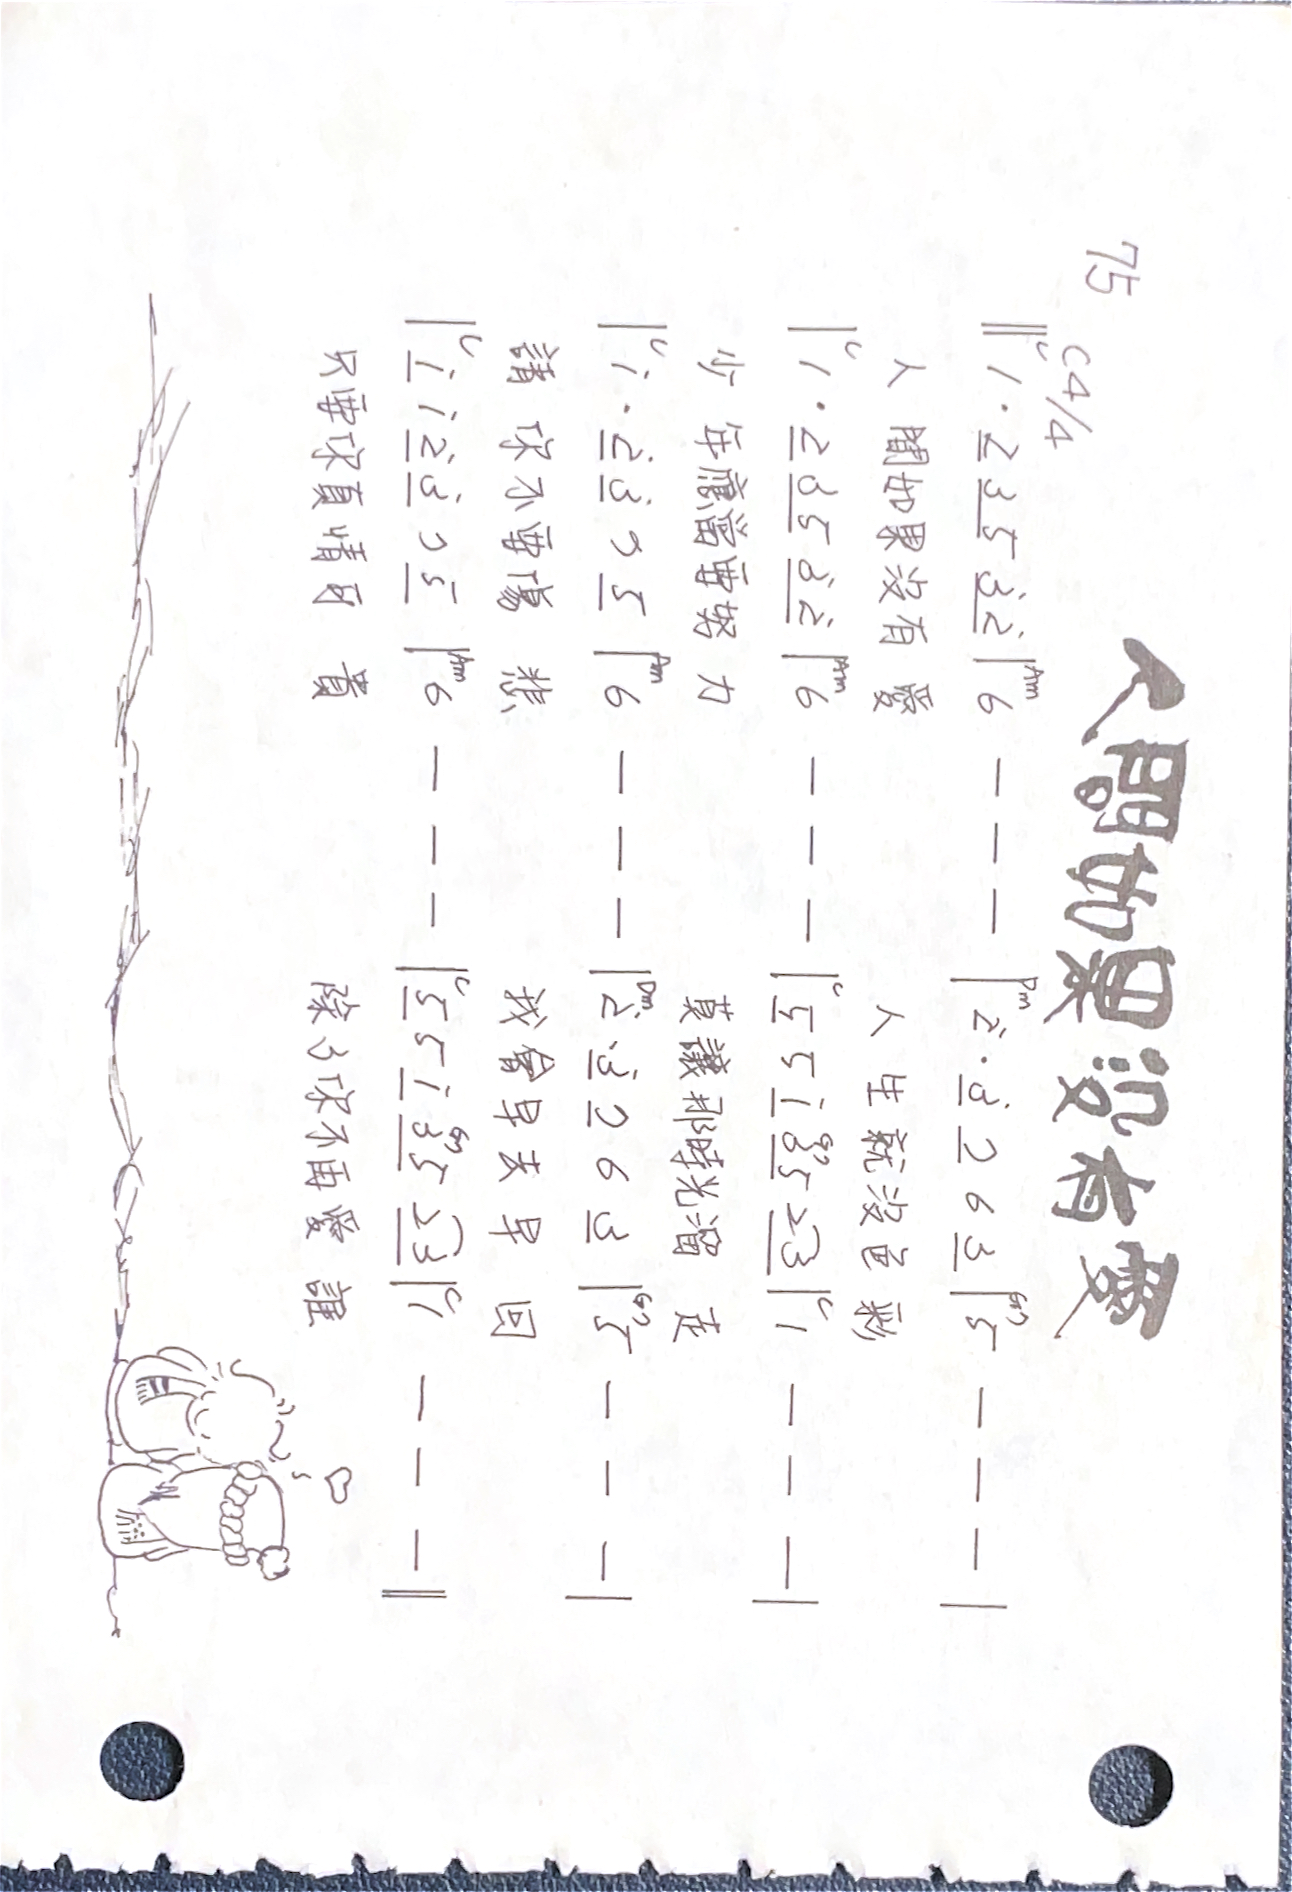 人間如果沒有愛
75
C4/4
C Am Dm G7
1 · 2 3 5 3̇ 2̇ | 6 — — — | 2̇ · 3̇ 7 6 3 | 5 — — — |
人間如果沒有愛 人生就沒色彩
C Am C G7 C
| 1 · 2 3 5 3̇ 2̇ | 6 — — — | 5 5 i 3 5 2 3 | 1 — — — |
少年應當要努力 莫讓那時光溜走
C Am Dm G7
| i · 2̇ 3̇ 7 5 | 6 — — — | 2̇ · 3̇ 7 6 3 | 5 — — — |
請你不要傷悲 我會早去早回
C Am C G7 C
| i i 2̇ 3̇ 7 5 | 6 — — — | 5 5 i 3 5 2 3 | 1 — — — ‖
只要你真情可貴 除了你不再愛誰